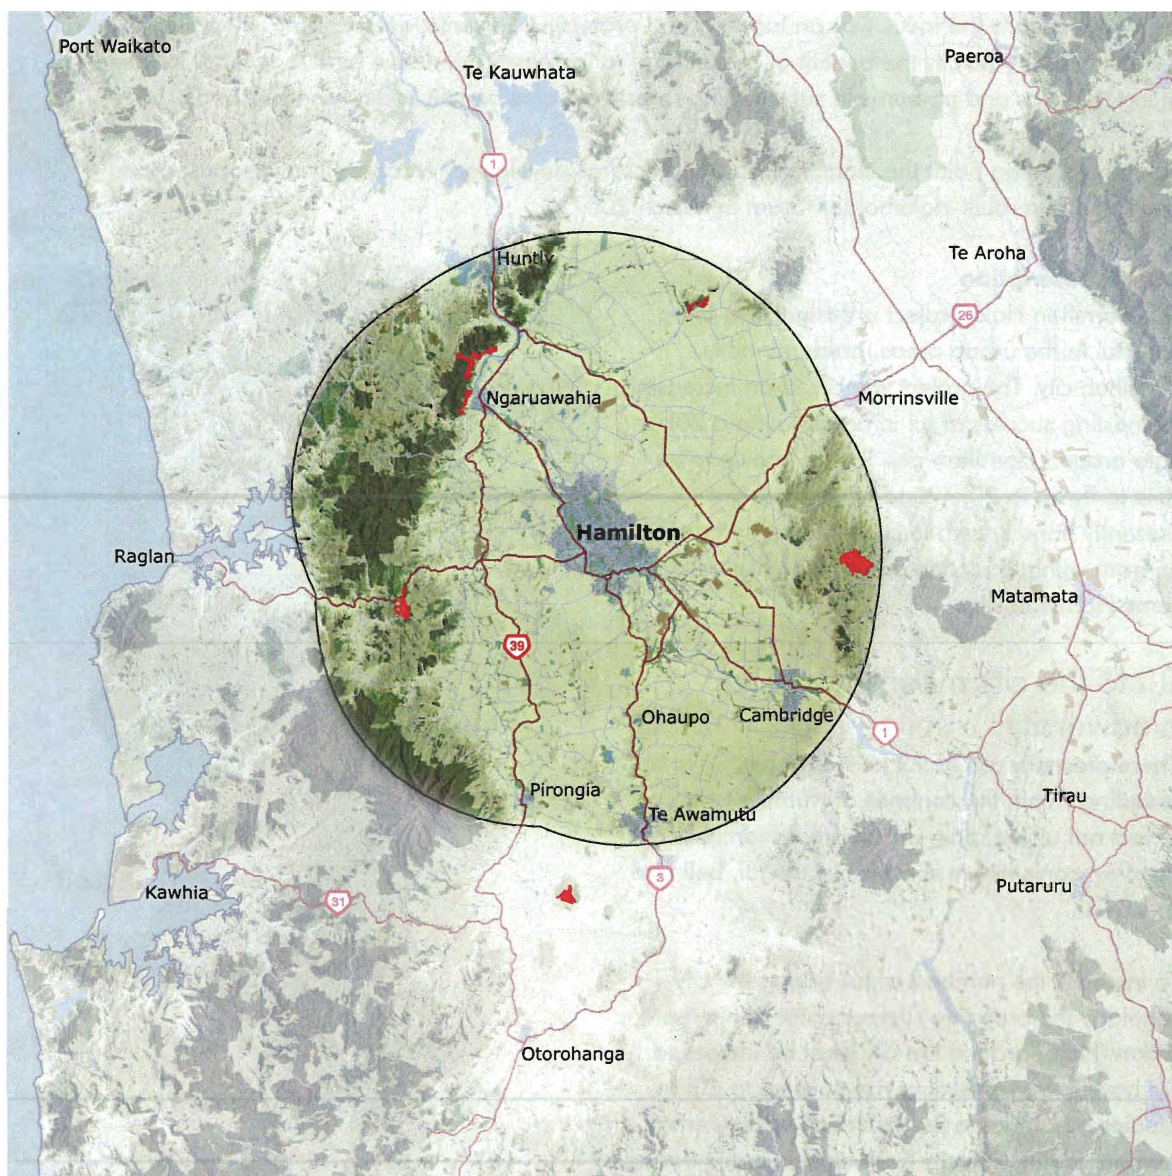 Port Waikato
Paeroa
Te Kauwhata
1
Te Aroha
Huntly
26
Ngaruawahia
Morrinsville
Hamilton
Raglan
Matamata
39
Ohaupo
Cambridge
1
Pirongia
Tirau
Te Awamutu
3
Kawhia
31
Putaruru
Otorohanga